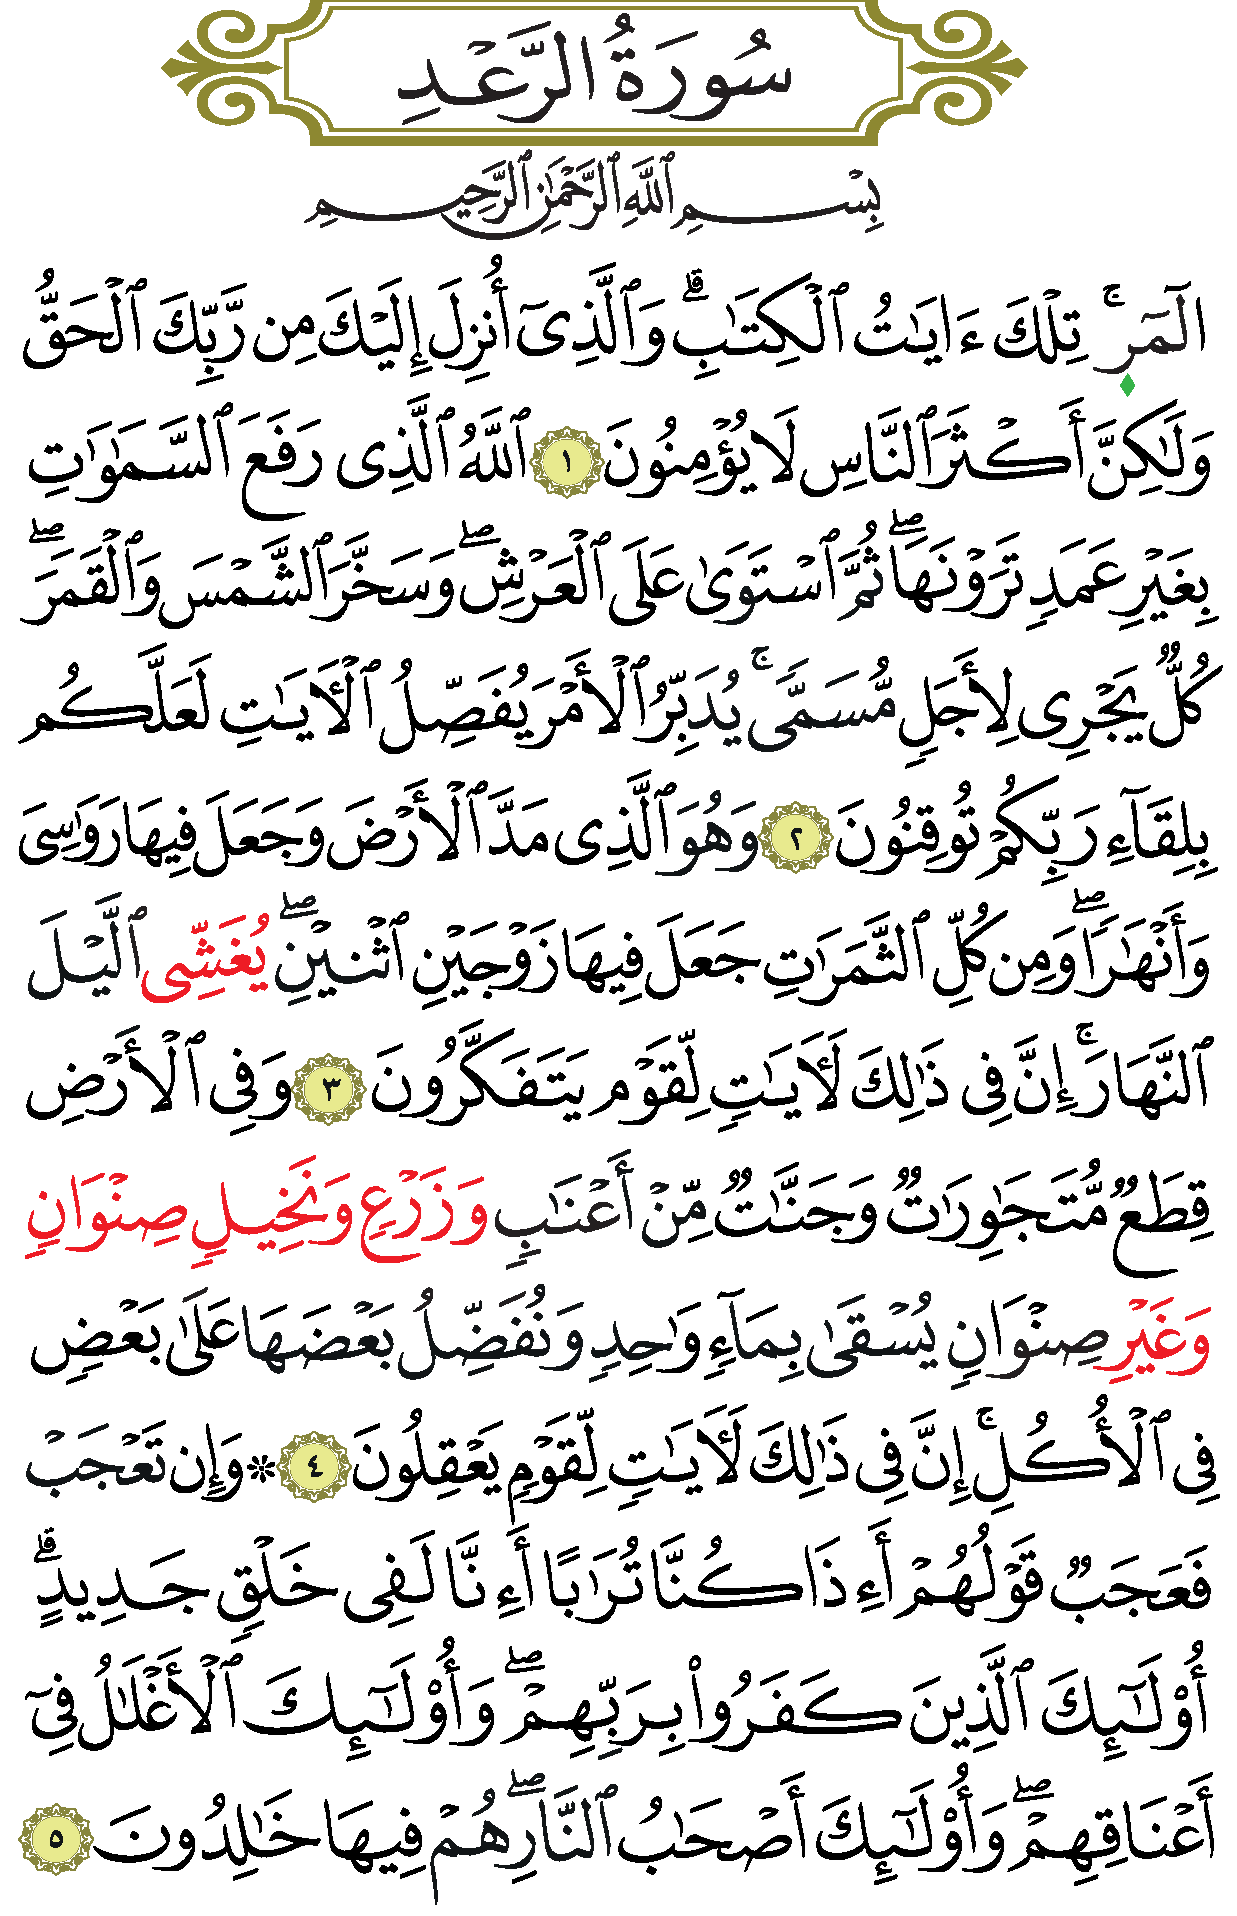 سُورَةُ الرَّعْدِ
بِسْمِ ٱللَّهِ ٱلرَّحْمَٰنِ ٱلرَّحِيمِ
الٓمٓرۚ تِلْكَ ءَايَٰتُ ٱلْكِتَٰبِۗ وَٱلَّذِىٓ أُنزِلَ إِلَيْكَ مِن رَّبِّكَ ٱلْحَقُّ
وَلَٰكِنَّ أَكْثَرَ ٱلنَّاسِ لَا يُؤْمِنُونَ ١ ٱللَّهُ ٱلَّذِى رَفَعَ ٱلسَّمَٰوَٰتِ
بِغَيْرِ عَمَدٍ تَرَوْنَهَاۖ ثُمَّ ٱسْتَوَىٰ عَلَى ٱلْعَرْشِۖ وَسَخَّرَ ٱلشَّمْسَ وَٱلْقَمَرَۖ
كُلٌّ يَجْرِى لِأَجَلٍ مُّسَمًّىۚ يُدَبِّرُ ٱلْأَمْرَ يُفَصِّلُ ٱلْأٓيَٰتِ لَعَلَّكُم
بِلِقَآءِ رَبِّكُمْ تُوقِنُونَ ٢ وَهُوَ ٱلَّذِى مَدَّ ٱلْأَرْضَ وَجَعَلَ فِيهَا رَوَٰسِىَ
وَأَنْهَٰرًاۖ وَمِن كُلِّ ٱلثَّمَرَٰتِ جَعَلَ فِيهَا زَوْجَيْنِ ٱثْنَيْنِۖ يُغَشِّى ٱلَّيْلَ
ٱلنَّهَارَۚ إِنَّ فِى ذَٰلِكَ لَأٓيَٰتٍ لِّقَوْمٍ يَتَفَكَّرُونَ ٣ وَفِى ٱلْأَرْضِ
قِطَعٌ مُّتَجَٰوِرَٰتٌ وَجَنَّٰتٌ مِّنْ أَعْنَٰبٍ وَزَرْعٍ وَنَخِيلٍ صِنْوَانٍ
وَغَيْرِ صِنْوَانٍ يُسْقَىٰ بِمَآءٍ وَٰحِدٍ وَنُفَضِّلُ بَعْضَهَا عَلَىٰ بَعْضٍ
فِى ٱلْأُكُلِۚ إِنَّ فِى ذَٰلِكَ لَأٓيَٰتٍ لِّقَوْمٍ يَعْقِلُونَ ٤ ۞ وَإِن تَعْجَبْ
فَعَجَبٌ قَوْلُهُمْ أَءِذَا كُنَّا تُرَٰبًا أَءِنَّا لَفِى خَلْقٍ جَدِيدٍۗ
أُوْلَٰٓئِكَ ٱلَّذِينَ كَفَرُوا۟ بِرَبِّهِمْۖ وَأُوْلَٰٓئِكَ ٱلْأَغْلَٰلُ فِىٓ
أَعْنَاقِهِمْۖ وَأُوْلَٰٓئِكَ أَصْحَٰبُ ٱلنَّارِۖ هُمْ فِيهَا خَٰلِدُونَ ٥